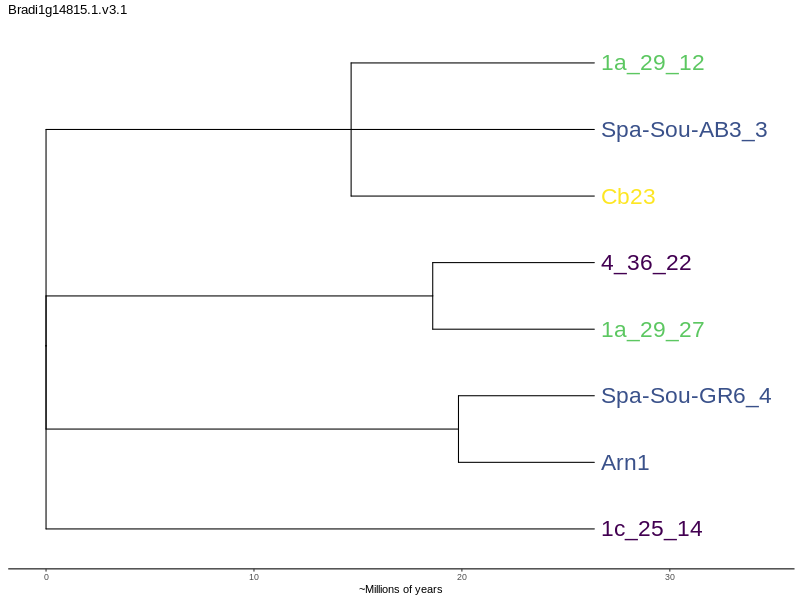 Bradi1g14815.1.v3.1
1a_29_12
Spa-Sou-AB3_3
Cb23
4_36_22
1a_29_27
Spa-Sou-GR6_4
Arn1
1c_25_14
0 10 20 30
~Millions of years